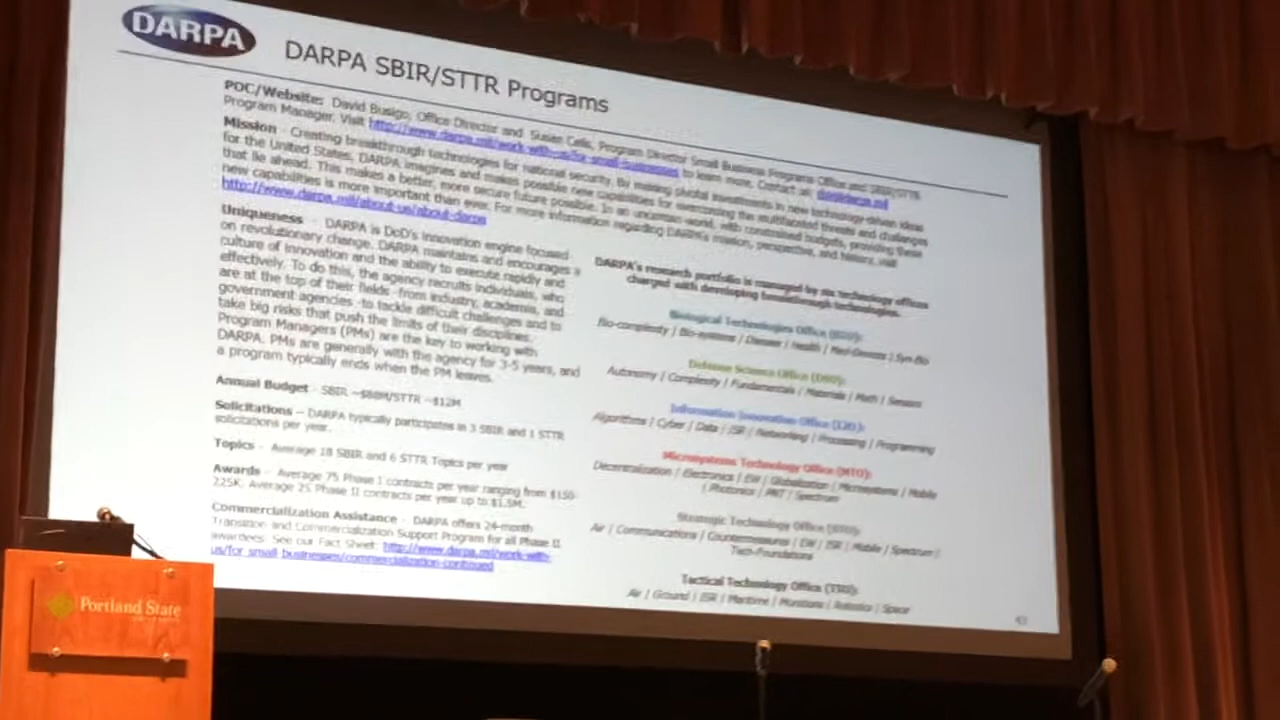 DARPA
DARPA SBIR/STTR Programs
POC/Website: David Busigo, Office Director and Susan Celis, Program Director Small Business Programs Office and SBIR/STTR
Program Manager. Visit http://www.darpa.mil/work-with-us/for-small-businesses to learn more. Contact at:
Mission - Creating breakthrough technologies for national security. By making pivotal investments in new technology-driven ideas
for the United States, DARPA imagines and makes possible new capabilities for overcoming the multifaceted threats and challenges
that lie ahead. This makes a better, more secure future possible. In an uncertain world, with constrained budgets, providing these
new capabilities is more important than ever. For more information regarding DARPA's mission, perspective, and history, visit
http://www.darpa.mil/about-us/about-darpa
Uniqueness - DARPA is DoD's innovation engine focused
on revolutionary change. DARPA maintains and encourages a
culture of innovation and the ability to execute rapidly and
effectively. To do this, the agency recruits individuals, who
are at the top of their fields -from industry, academia, and
government agencies -to tackle difficult challenges and to
take big risks that push the limits of their disciplines.
Program Managers (PMs) are the key to working with
DARPA. PMs are generally with the agency for 3-5 years, and
a program typically ends when the PM leaves.
Annual Budget - SBIR ~$88M/STTR ~$12M
Solicitations – DARPA typically participates in 3 SBIR and 1 STTR
solicitations per year.
Topics - Average 18 SBIR and 6 STTR Topics per year
Awards - Average 75 Phase I contracts per year ranging from $150-
225K. Average 25 Phase II contracts per year up to $1.5M.
Commercialization Assistance - DARPA offers 24-month
Transition and Commercialization Support Program for all Phase II
awardees. See our Fact Sheet: http://www.darpa.mil/work-with-
us/for-small-businesses/commercialization-continued
DARPA's research portfolio is managed by six technology offices
charged with developing breakthrough technologies.
Biological Technologies Office (BTO):
Bio-complexity / Bio-systems / Disease / Health / Med-Devices / Syn-Bio
Defense Science Office (DSO):
Autonomy / Complexity / Fundamentals / Materials / Math / Sensors
Information Innovation Office (I2O):
Algorithms / Cyber / Data / ISR / Networking / Processing / Programming
Microsystems Technology Office (MTO):
Decentralization / Electronics / EW / Globalization / Microsystems / Mobile
/ Photonics / PNT / Spectrum
Strategic Technology Office (STO):
Air / Communications / Countermeasures / EW / ISR / Mobile / Spectrum /
Tech-Foundations
Tactical Technology Office (TTO):
Air / Ground / ISR / Maritime / Munitions / Robotics / Space
Portland State